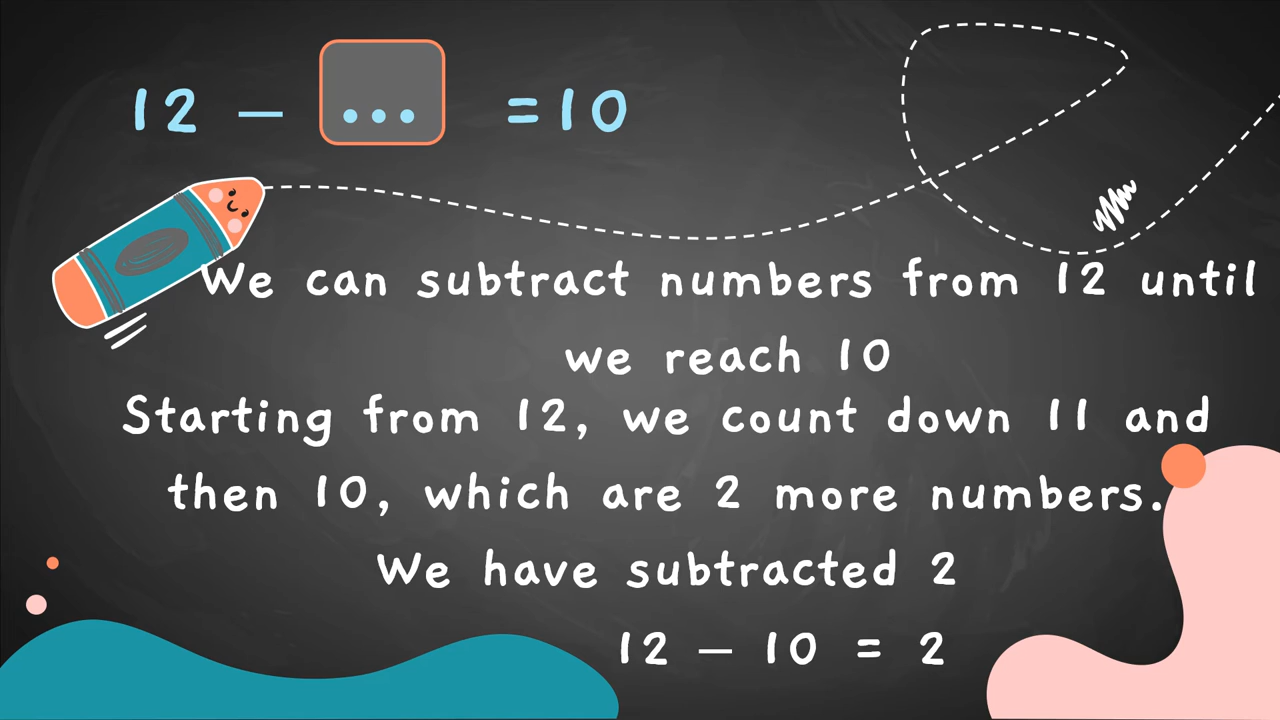 12 – ... =10
We can subtract numbers from 12 until
we reach 10
Starting from 12, we count down 11 and
then 10, which are 2 more numbers.
We have subtracted 2
12 – 10 = 2